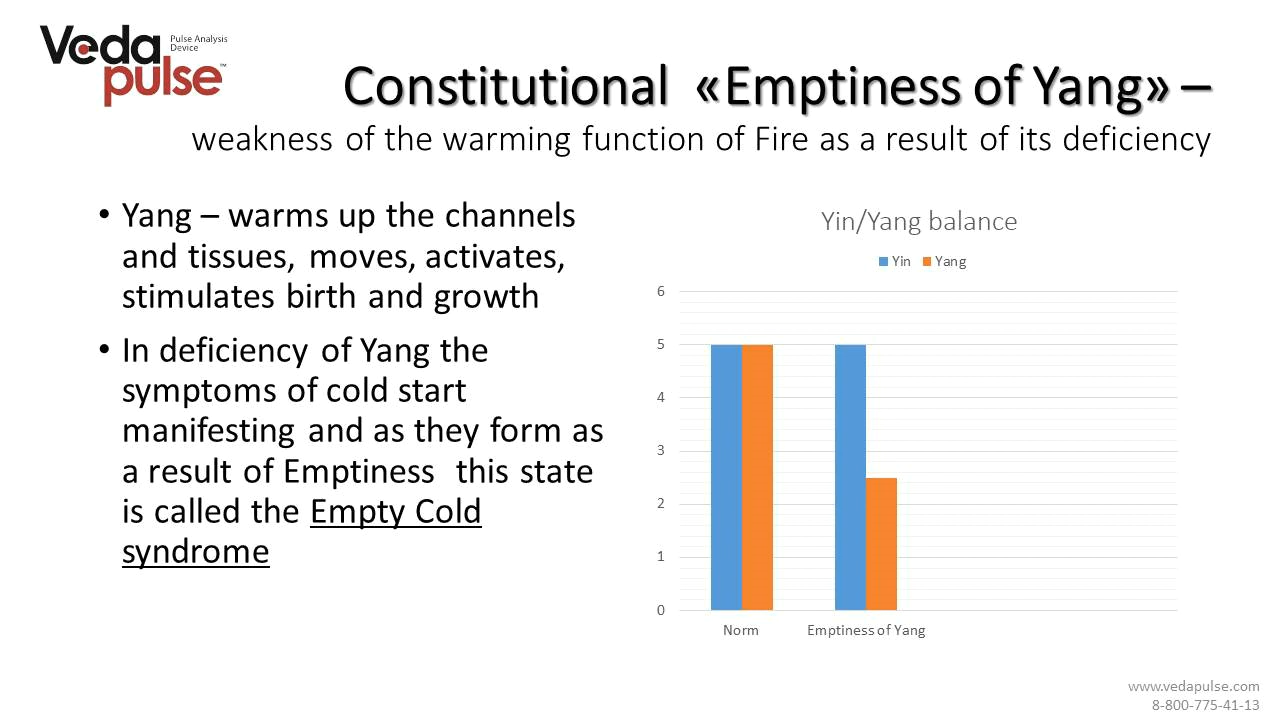 Veda
pulse™
Pulse Analysis
Device
Constitutional «Emptiness of Yang» –
weakness of the warming function of Fire as a result of its deficiency
• Yang – warms up the channels
and tissues, moves, activates,
stimulates birth and growth
• In deficiency of Yang the
symptoms of cold start
manifesting and as they form as
a result of Emptiness this state
is called the Empty Cold
syndrome
Yin/Yang balance
Yin Yang
6
5
4
3
2
1
0
Norm Emptiness of Yang
www.vedapulse.com
8-800-775-41-13